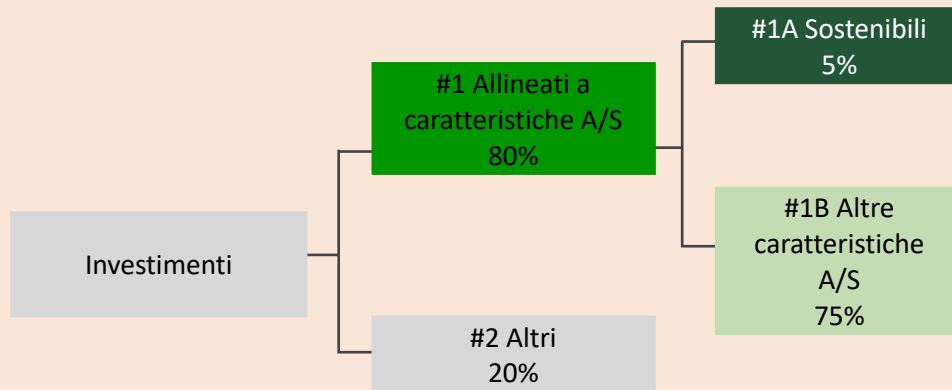 Investimenti
#1 Allineati a
caratteristiche A/S
80%
#2 Altri
20%
#1A Sostenibili
5%
#1B Altre
caratteristiche
A/S
75%